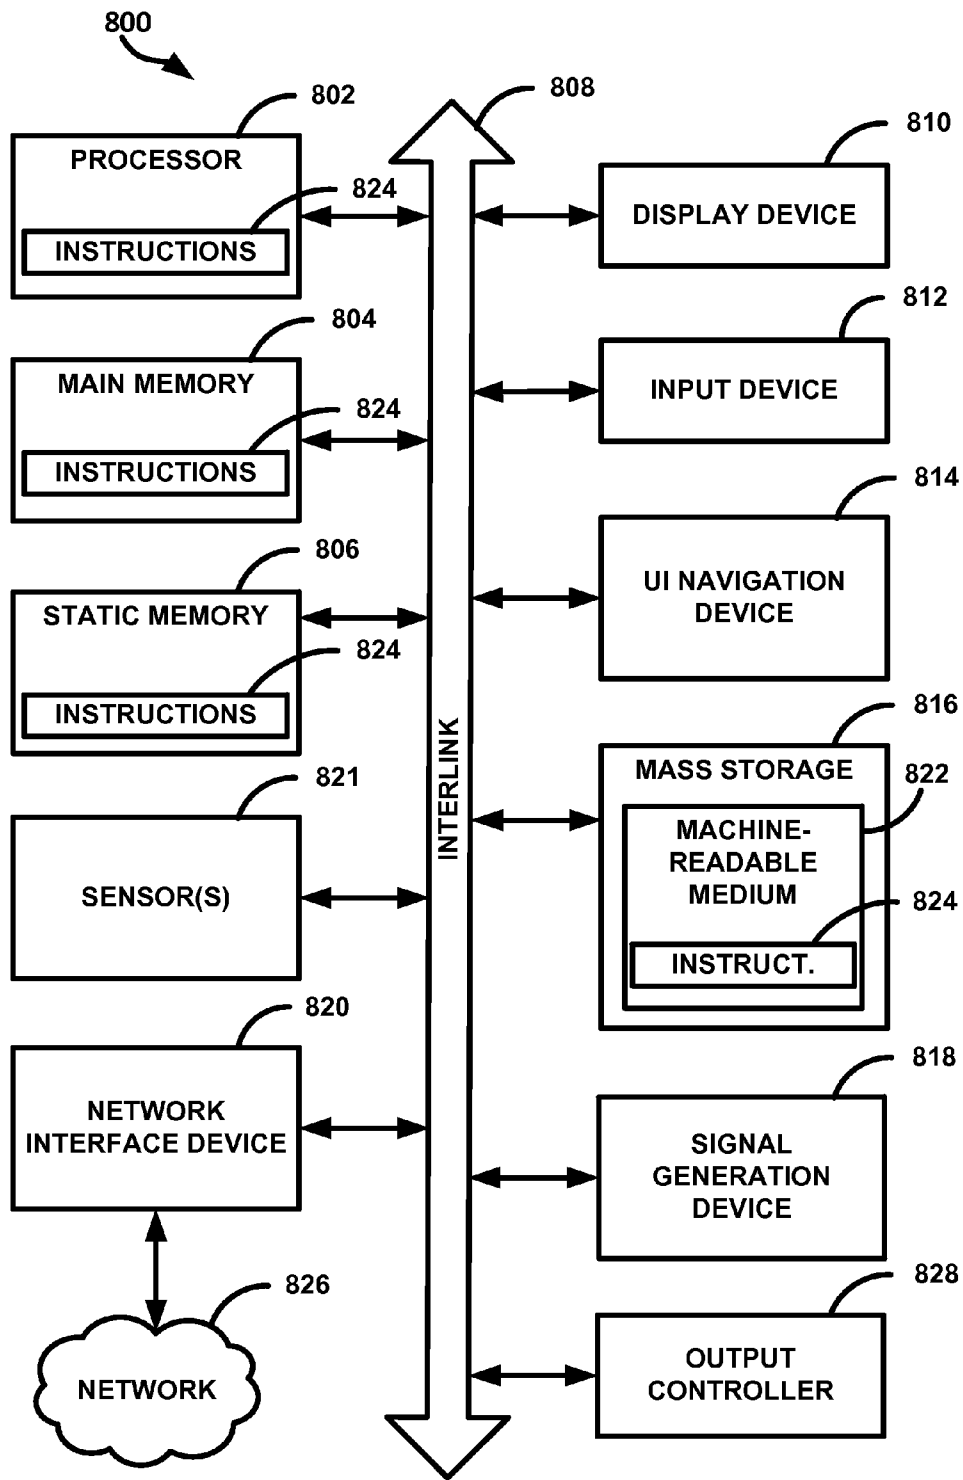 800
802
PROCESSOR
824
INSTRUCTIONS
804
MAIN MEMORY
824
INSTRUCTIONS
806
STATIC MEMORY
824
INSTRUCTIONS
821
SENSOR(S)
820
NETWORK
INTERFACE DEVICE
826
NETWORK
808
INTERLINK
810
DISPLAY DEVICE
812
INPUT DEVICE
814
UI NAVIGATION
DEVICE
816
MASS STORAGE
822
MACHINE-
READABLE
MEDIUM
824
INSTRUCT.
818
SIGNAL
GENERATION
DEVICE
828
OUTPUT
CONTROLLER